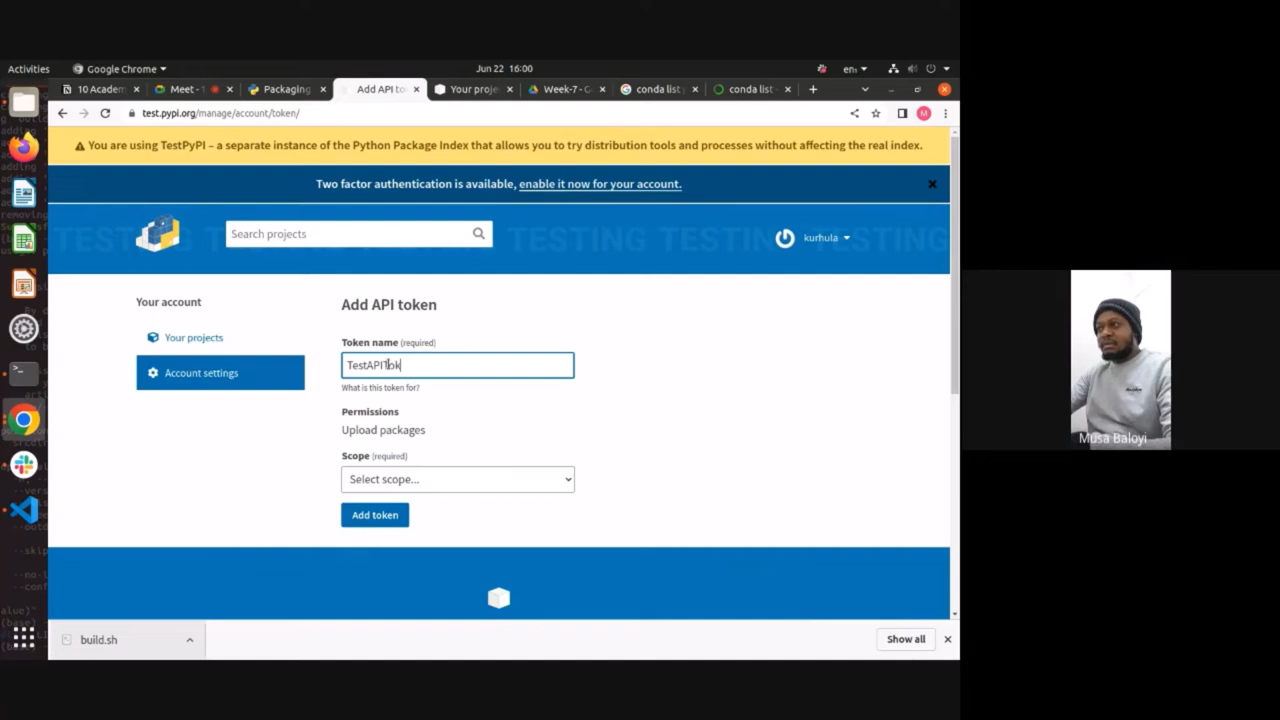 Activities
Google Chrome
Jun 22 16:00
en₁
10 Academ
Meet - 1
Packaging
Add API to
Your proje
Week-7 - G
conda list
conda list
test.pypi.org/manage/account/token/
M
You are using TestPyPI – a separate instance of the Python Package Index that allows you to try distribution tools and processes without affecting the real index.
Two factor authentication is available, enable it now for your account.
TESTING
Search projects
kurhula
Your account
Your projects
Account settings
Add API token
Token name (required)
TestAPITok
What is this token for?
Permissions
Upload packages
Scope (required)
Select scope...
Add token
build.sh
Show all
Musa Baloyi